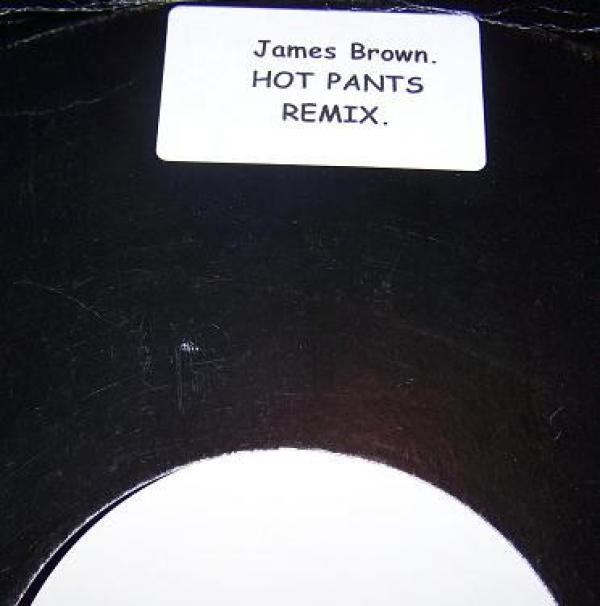 James Brown.
HOT PANTS
REMIX.